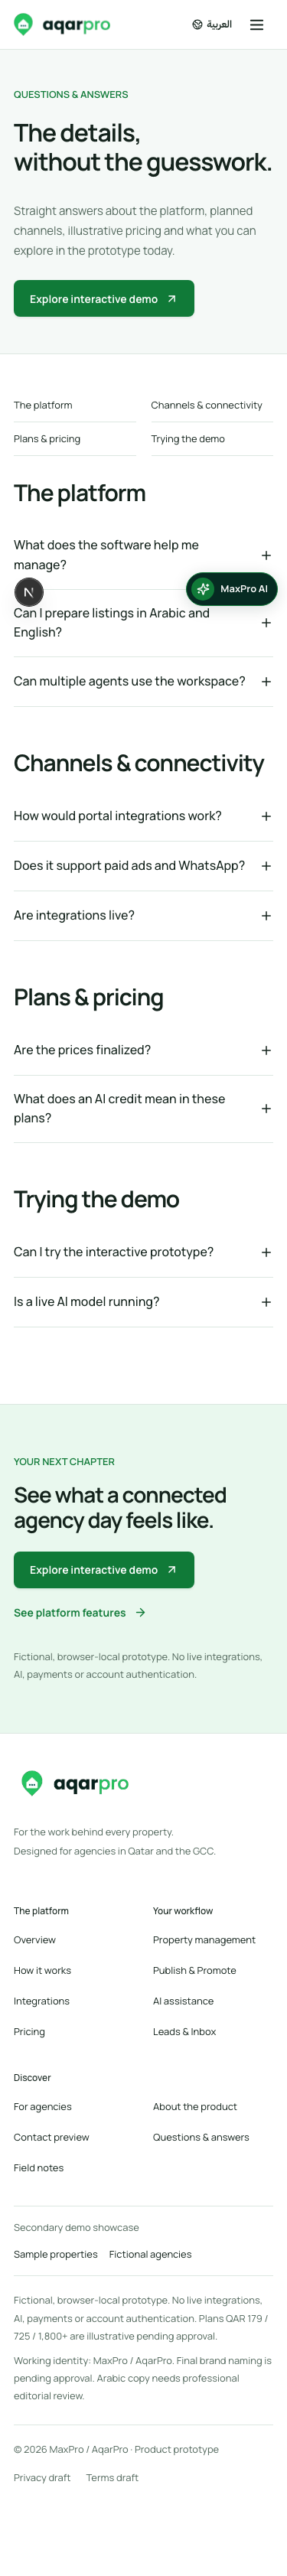 aqarpro
العربية
QUESTIONS & ANSWERS
The details,
without the guesswork.
Straight answers about the platform, planned
channels, illustrative pricing and what you can
explore in the prototype today.
Explore interactive demo
The platform
Channels & connectivity
Plans & pricing
Trying the demo
The platform
What does the software help me
manage?
N
MaxPro AI
Can I prepare listings in Arabic and
English?
Can multiple agents use the workspace?
Channels & connectivity
How would portal integrations work?
Does it support paid ads and WhatsApp?
Are integrations live?
Plans & pricing
Are the prices finalized?
What does an AI credit mean in these
plans?
Trying the demo
Can I try the interactive prototype?
Is a live AI model running?
YOUR NEXT CHAPTER
See what a connected
agency day feels like.
Explore interactive demo
See platform features
Fictional, browser-local prototype. No live integrations,
AI, payments or account authentication.
aqarpro
For the work behind every property.
Designed for agencies in Qatar and the GCC.
The platform
Your workflow
Overview
Property management
How it works
Publish & Promote
Integrations
AI assistance
Pricing
Leads & Inbox
Discover
For agencies
About the product
Contact preview
Questions & answers
Field notes
Secondary demo showcase
Sample properties
Fictional agencies
Fictional, browser-local prototype. No live integrations,
AI, payments or account authentication. Plans QAR 179 /
725 / 1,800+ are illustrative pending approval.
Working identity: MaxPro / AqarPro. Final brand naming is
pending approval. Arabic copy needs professional
editorial review.
© 2026 MaxPro / AqarPro · Product prototype
Privacy draft
Terms draft